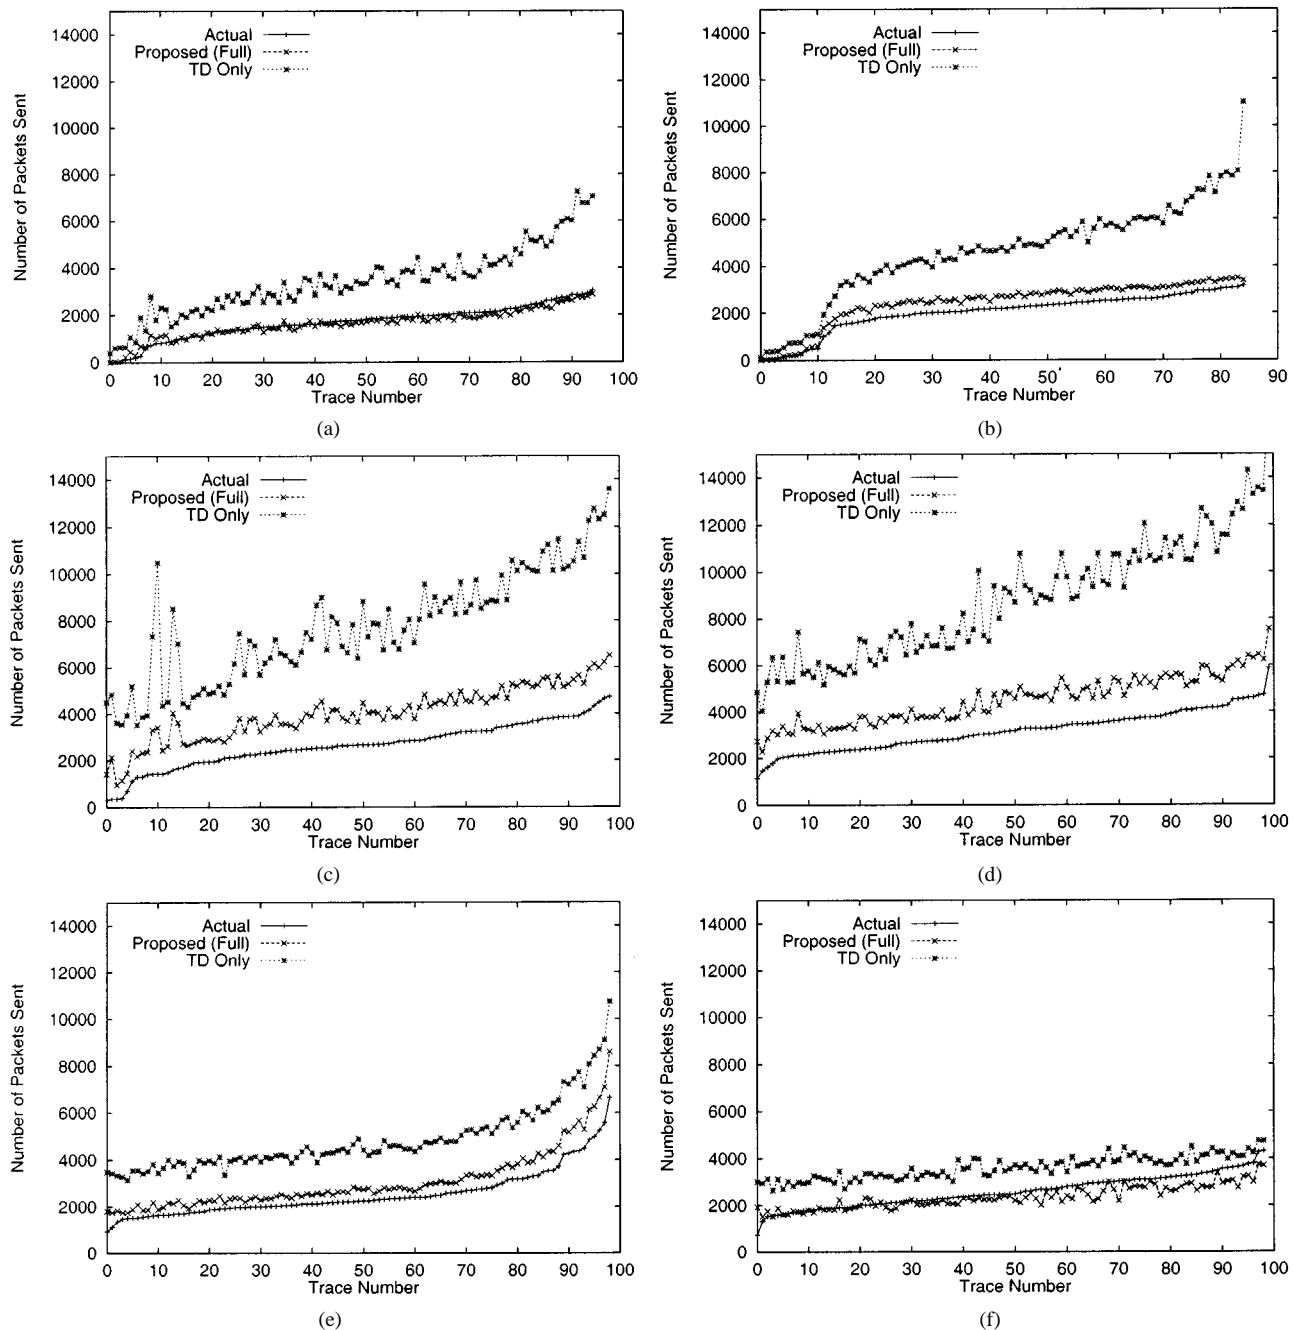 14000
12000
10000
8000
6000
4000
2000
0
Number of Packets Sent
Actual
Proposed (Full)
TD Only
0 10 20 30 40 50 60 70 80 90 100
Trace Number
(a)
14000
12000
10000
8000
6000
4000
2000
0
Number of Packets Sent
Actual
Proposed (Full)
TD Only
0 10 20 30 40 50 60 70 80 90
Trace Number
(b)
14000
12000
10000
8000
6000
4000
2000
0
Number of Packets Sent
Actual
Proposed (Full)
TD Only
0 10 20 30 40 50 60 70 80 90 100
Trace Number
(c)
14000
12000
10000
8000
6000
4000
2000
0
Number of Packets Sent
Actual
Proposed (Full)
TD Only
0 10 20 30 40 50 60 70 80 90 100
Trace Number
(d)
14000
12000
10000
8000
6000
4000
2000
0
Number of Packets Sent
Actual
Proposed (Full)
TD Only
0 10 20 30 40 50 60 70 80 90 100
Trace Number
(e)
14000
12000
10000
8000
6000
4000
2000
0
Number of Packets Sent
Actual
Proposed (Full)
TD Only
0 10 20 30 40 50 60 70 80 90 100
Trace Number
(f)